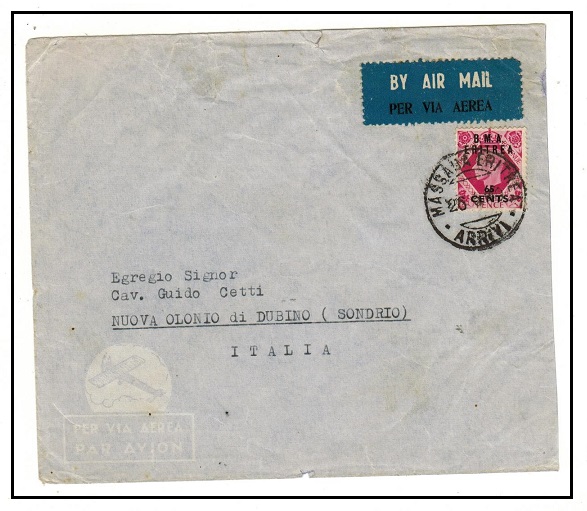 BY AIR MAIL
PER VIA AEREA
B.M.A.
ERITREA
65
CENTS
PENCE
MASSAUA ERITREA
26
ARRIVI
Egregio Signor
Cav. Guido Cetti
NUOVA OLONIO di DUBINO ( SONDRIO)
ITALIA
PER VIA AEREA
PAR AVION